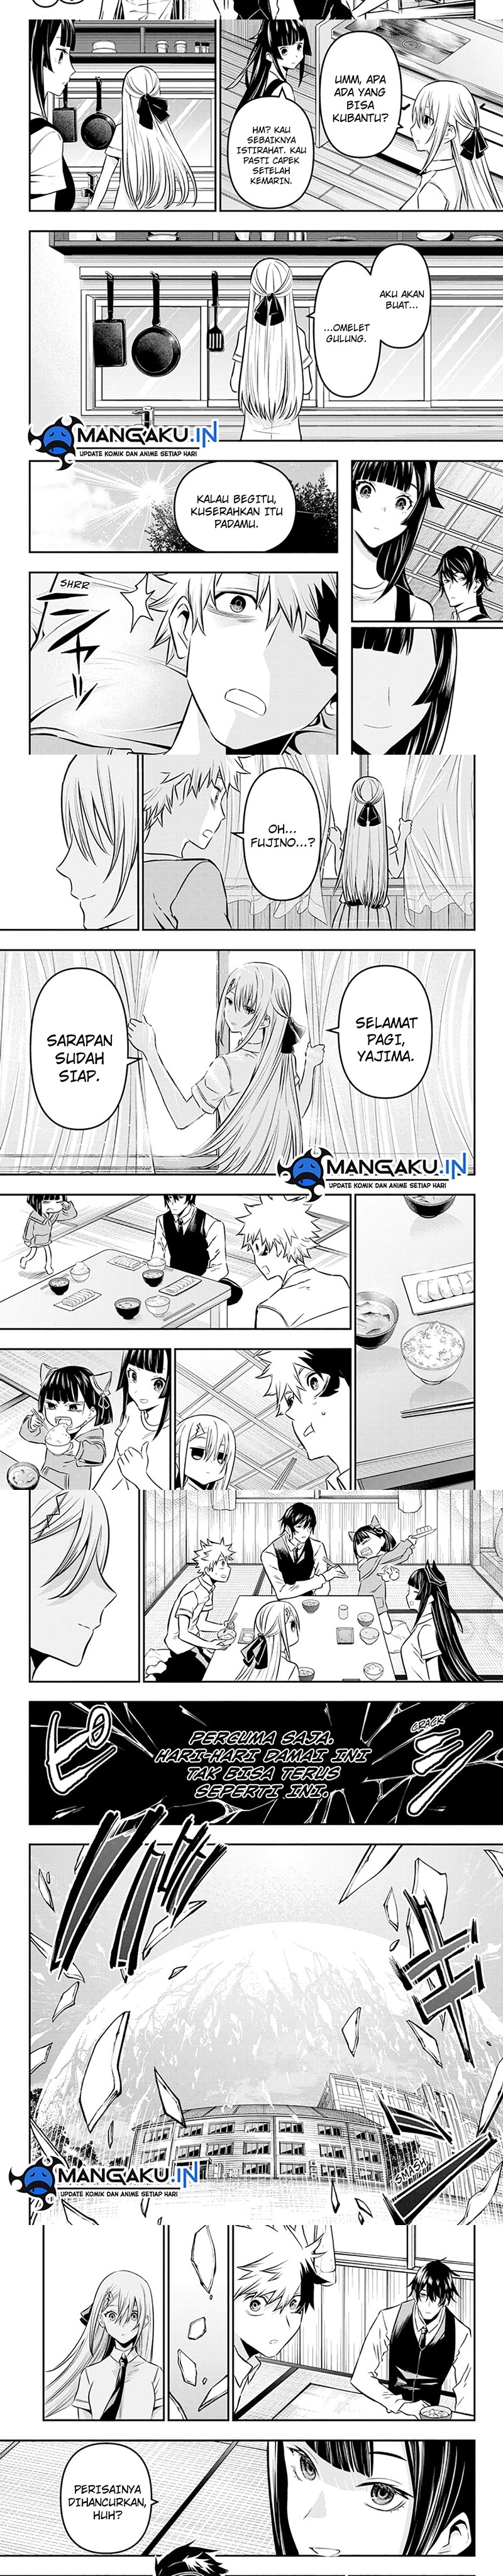 UMM, APA
ADA YANG
BISA
KUBANTU?
HM? KAU
SEBAIKNYA
ISTIRAHAT. KAU
PASTI CAPEK
SETELAH
KEMARIN.
AKU AKAN
BUAT...
...OMELET
GULUNG.
MANGAKU.IN
UPDATE KOMIK DAN ANIME SETIAP HARI
KALAU BEGITU,
KUSERAHKAN ITU
PADAMU.
SHRR
OH...
FUJINO...?
SELAMAT
PAGI,
YAJIMA.
SARAPAN
SUDAH
SIAP.
MANGAKU.IN
UPDATE KOMIK DAN ANIME SETIAP HARI
CRACK
PERCUMA SAJA.
HARI-HARI DAMAI INI
TAK BISA TERUS
SEPERTI INI.
SMASH
MANGAKU.IN
UPDATE KOMIK DAN ANIME SETIAP HARI
PERISAINYA
DIHANCURKAN,
HUH?